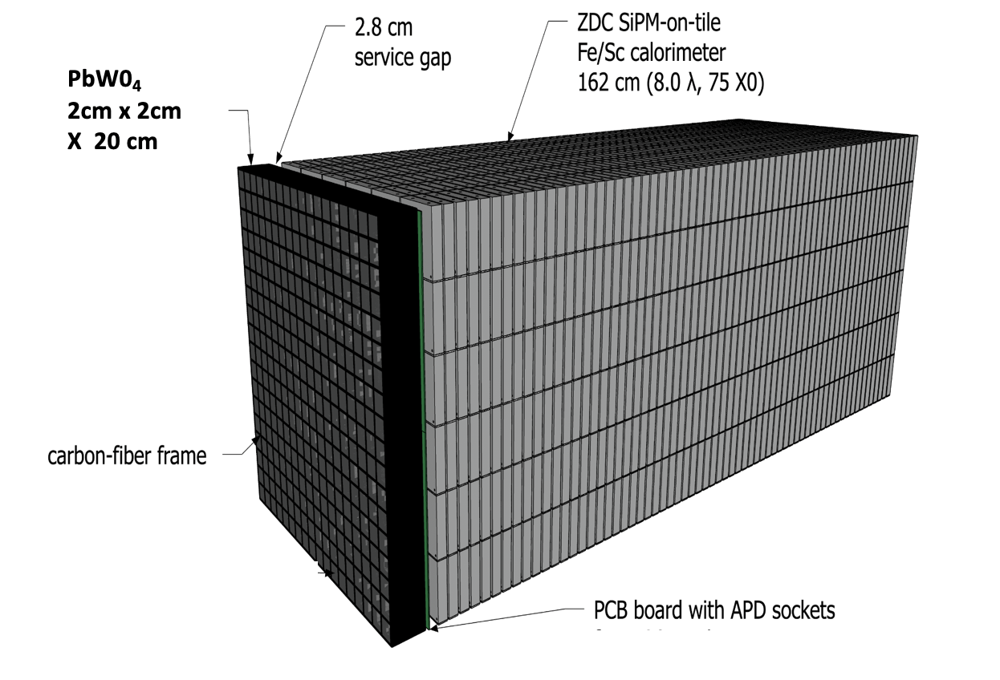 2.8 cm
service gap
ZDC SiPM-on-tile
Fe/Sc calorimeter
162 cm (8.0 λ, 75 X0)
PbW0₄
2cm x 2cm
X 20 cm
carbon-fiber frame
PCB board with APD sockets